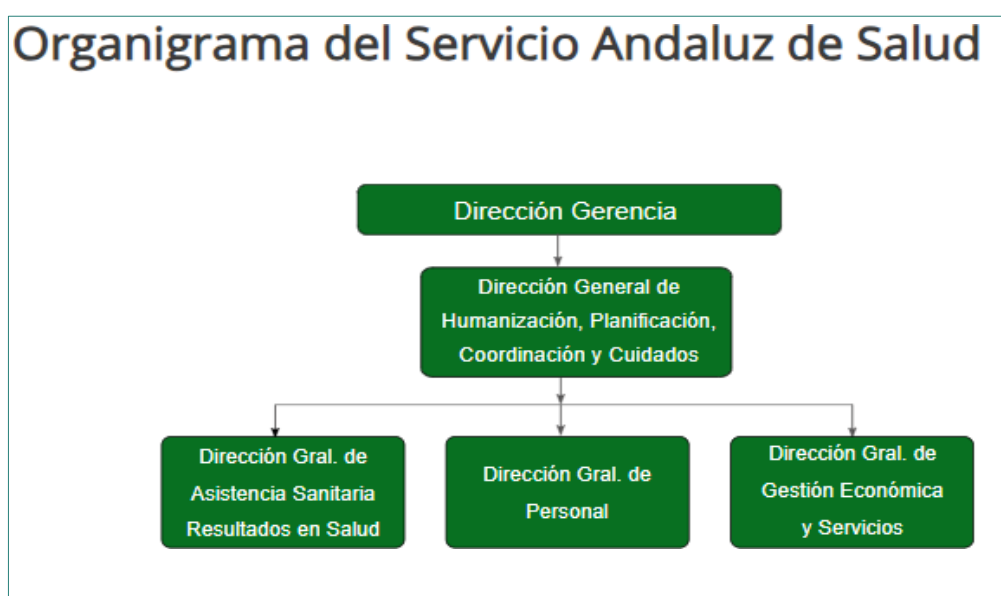 Organigrama del Servicio Andaluz de Salud
Dirección Gerencia
Dirección General de
Humanización, Planificación,
Coordinación y Cuidados
Dirección Gral. de
Asistencia Sanitaria
Resultados en Salud
Dirección Gral. de
Personal
Dirección Gral. de
Gestión Económica
y Servicios